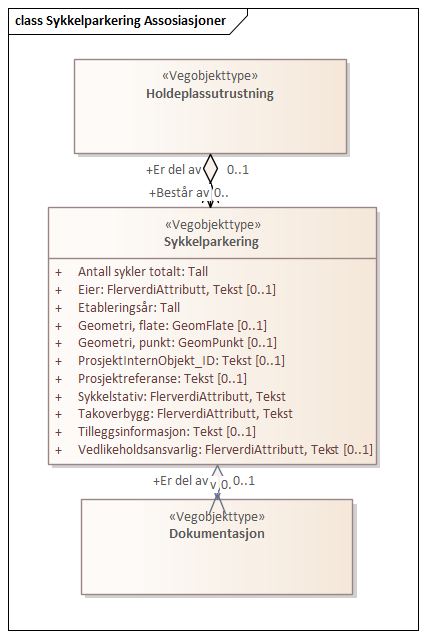 class Sykkelparkering Assosiasjoner
«Vegobjekttype»
Holdeplassutrustning
+Er del av 0..1
+Består av 0..
«Vegobjekttype»
Sykkelparkering
+ Antall sykler totalt: Tall
+ Eier: FlerverdiAttributt, Tekst [0..1]
+ Etableringsår: Tall
+ Geometri, flate: GeomFlate [0..1]
+ Geometri, punkt: GeomPunkt [0..1]
+ ProsjektInternObjekt_ID: Tekst [0..1]
+ Prosjektreferanse: Tekst [0..1]
+ Sykkelstativ: FlerverdiAttributt, Tekst
+ Takoverbygg: FlerverdiAttributt, Tekst
+ Tilleggsinformasjon: Tekst [0..1]
+ Vedlikeholdsansvarlig: FlerverdiAttributt, Tekst [0..1]
+Er del av 0..1
v 0.
«Vegobjekttype»
Dokumentasjon